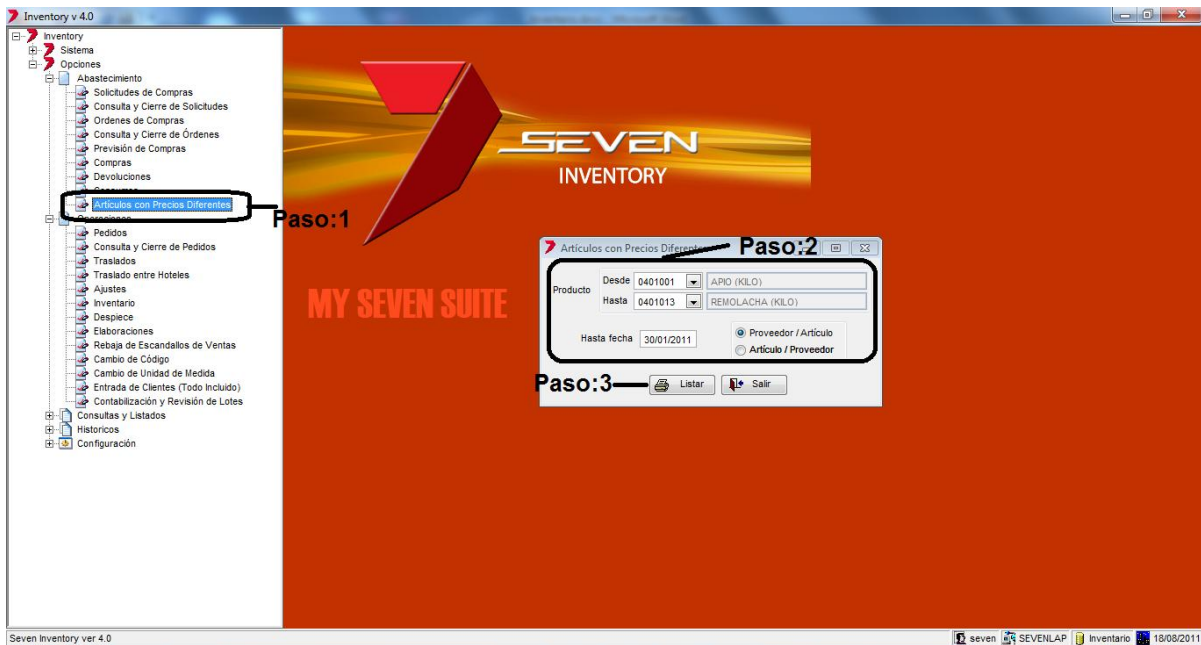 Inventory v 4.0
Inventory
Sistema
Opciones
Abastecimiento
Solicitudes de Compras
Consulta y Cierre de Solicitudes
Ordenes de Compras
Consulta y Cierre de Órdenes
Previsión de Compras
Compras
Devoluciones
Consumos
Artículos con Precios Diferentes
Operaciones
Pedidos
Consulta y Cierre de Pedidos
Traslados
Traslado entre Hoteles
Ajustes
Inventario
Despiece
Elaboraciones
Rebaja de Escandallos de Ventas
Cambio de Código
Cambio de Unidad de Medida
Entrada de Clientes (Todo Incluido)
Contabilización y Revisión de Lotes
Consultas y Listados
Historicos
Configuración
Paso:1
SEVEN
INVENTORY
MY SEVEN SUITE
Artículos con Precios Diferentes
Paso:2
Producto
Desde 0401001 APIO (KILO)
Hasta 0401013 REMOLACHA (KILO)
Hasta fecha 30/01/2011
Proveedor / Artículo
Artículo / Proveedor
Paso:3
Listar Salir
Seven Inventory ver 4.0 seven SEVENLAP Inventario 18/08/2011